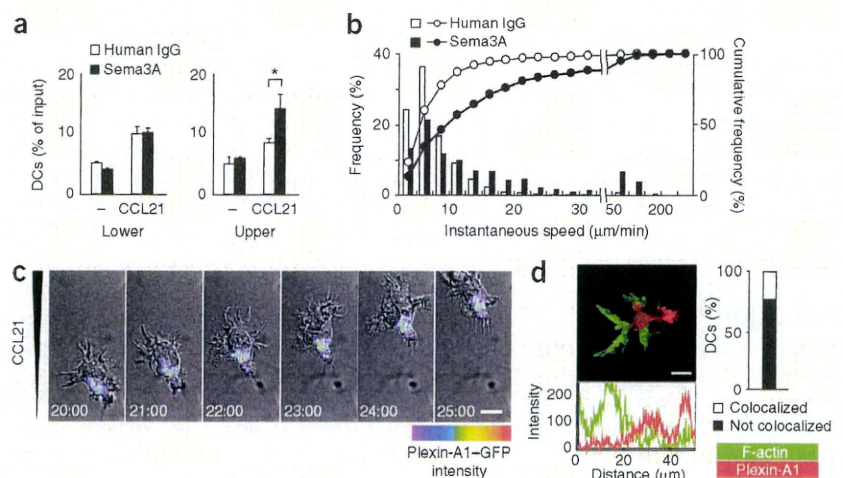 a
Human IgG
Sema3A
DCs (% of input)
20
10
0
– CCL21
Lower
20
10
0
*
– CCL21
Upper
b
Human IgG
Sema3A
Frequency (%)
40
20
0
0 10 20 30 50 200
Instantaneous speed (µm/min)
100
50
0
Cumulative frequency (%)
c
CCL21
20:00 21:00 22:00 23:00 24:00 25:00
Plexin-A1–GFP
intensity
d
Intensity
200
100
0
0 20 40
Distance (µm)
DCs (%)
100
50
0
Colocalized
Not colocalized
F-actin
Plexin-A1